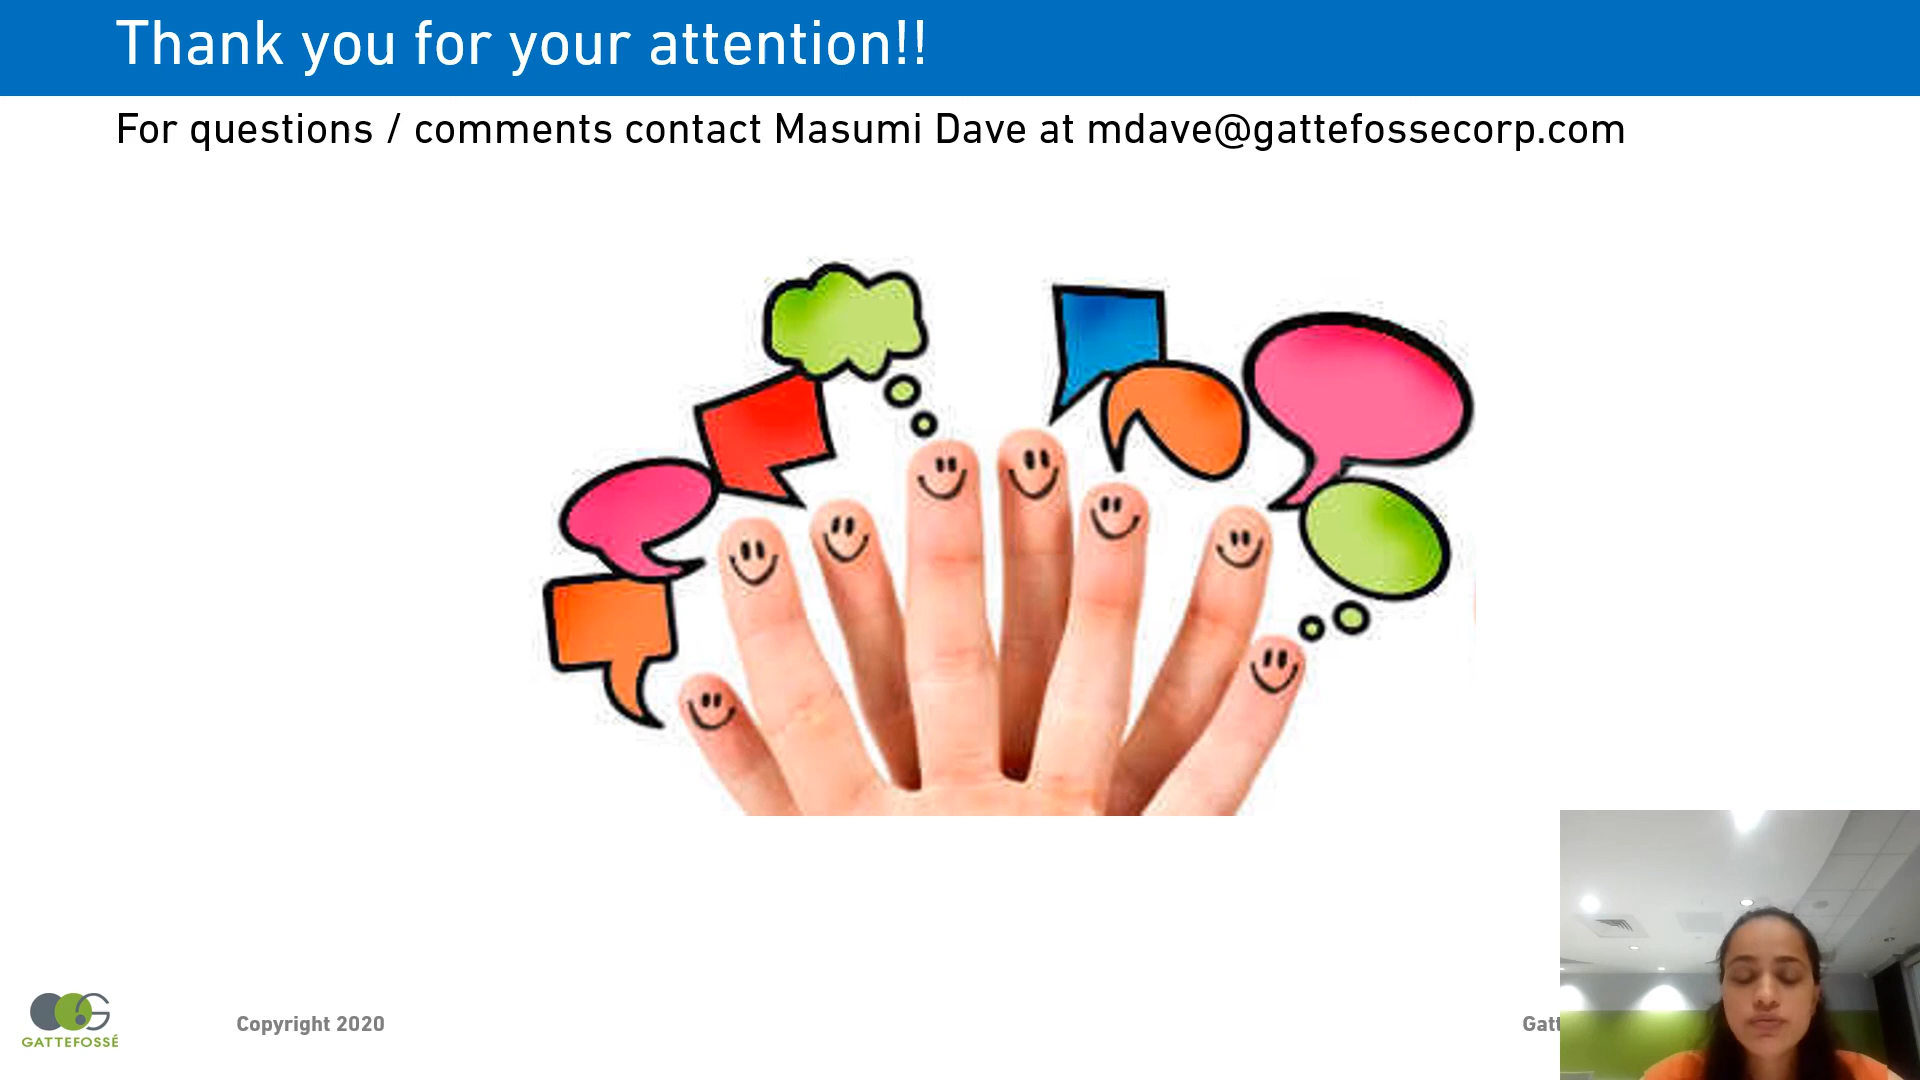 Thank you for your attention!!
For questions / comments contact Masumi Dave at mdave@gattefossecorp.com
GATTEFOSSÉ
Copyright 2020